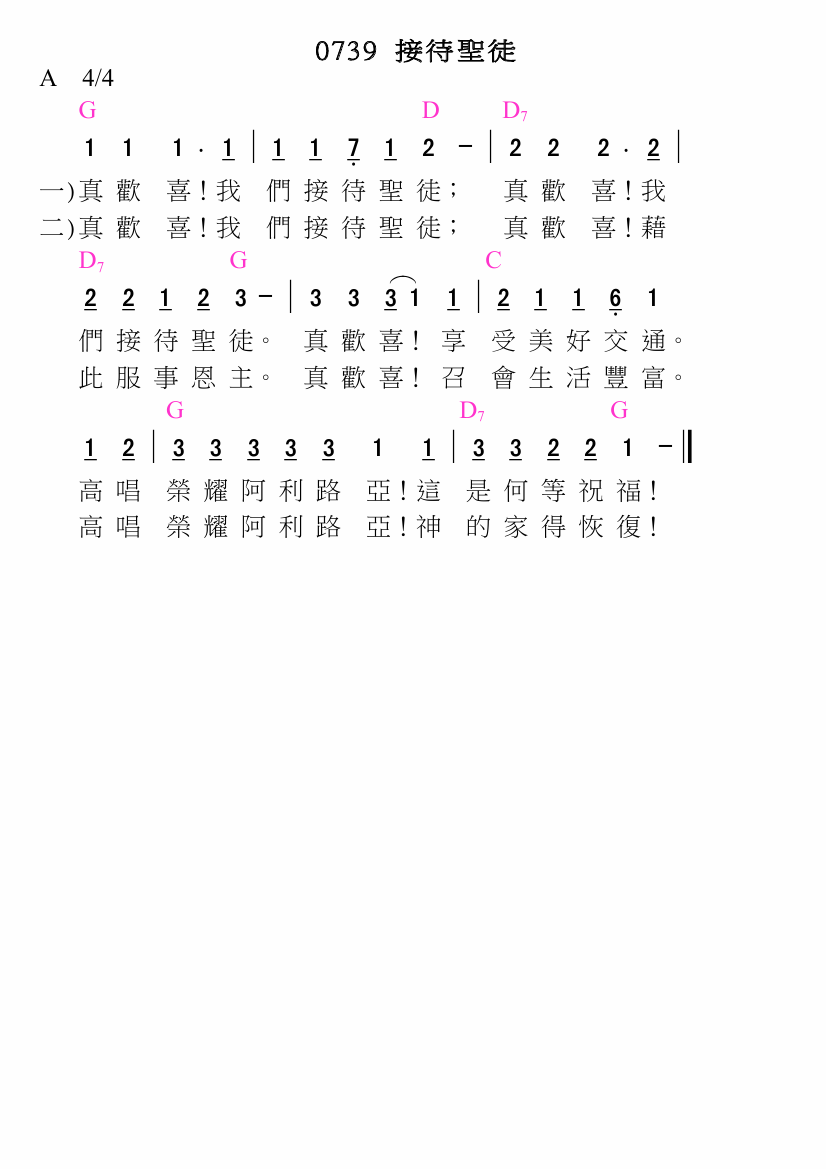 0739 接待聖徒
A 4/4
G D D7
1 1 1 · 1 | 1 1 7 1 2 － | 2 2 2 · 2 |
一)真歡 喜!我 們接待聖徒； 真歡 喜!我
二)真歡 喜!我 們接待聖徒； 真歡 喜!藉
D7 G C
2 2 1 2 3－ | 3 3 3 1 1 | 2 1 1 6 1
們接待聖徒。 真歡喜! 享 受美好交通。
此服事恩主。 真歡喜! 召 會生活豐富。
G D7 G
1 2 | 3 3 3 3 3 1 1 | 3 3 2 2 1 －‖
高唱 榮耀阿利路 亞!這 是何等祝福!
高唱 榮耀阿利路 亞!神 的家得恢復!